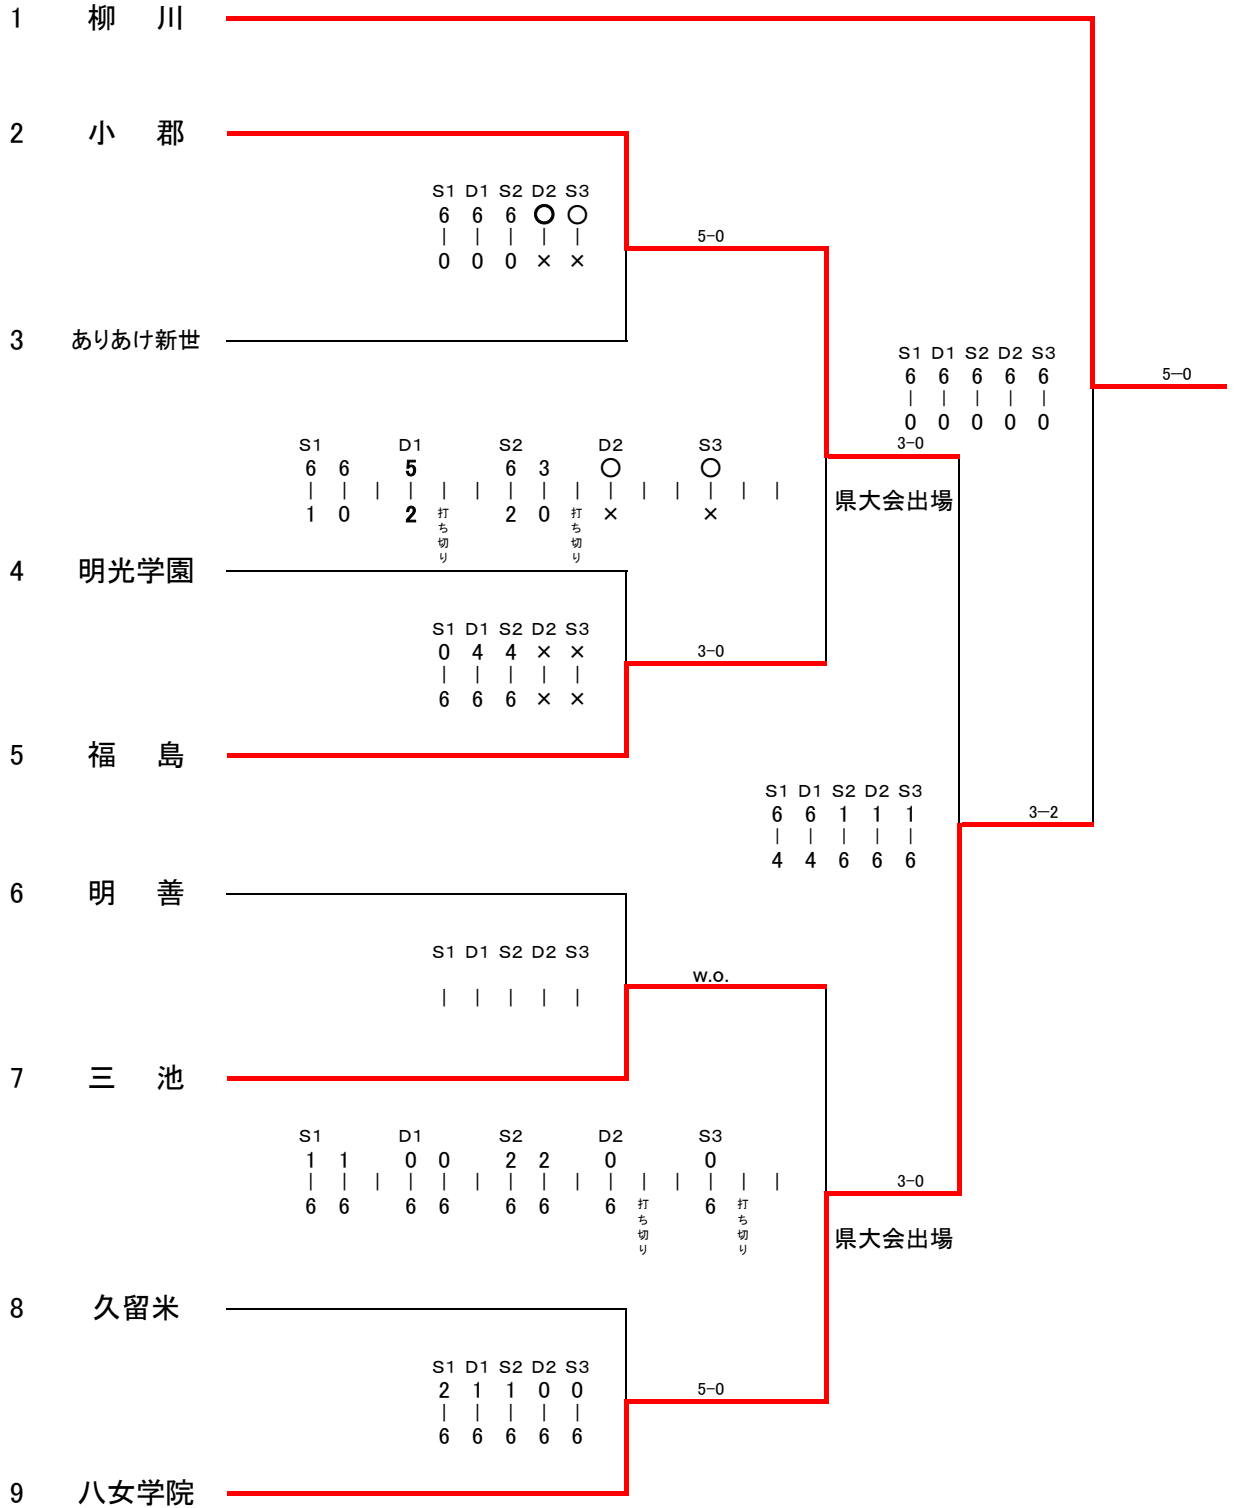 1 柳 川
2 小 郡
S1 D1 S2 D2 S3
6 6 6 ○ ○
| | | | |
0 0 0 × ×
5-0
3 ありあけ新世
S1 D1 S2 D2 S3
6 6 6 6 6
| | | | |
0 0 0 0 0
5-0
S1 D1 S2 D2 S3
6 6 5 6 3 ○ ○
| | | | | | | | | | | | | | |
1 0 2 打ち切り 2 0 打ち切り × ×
3-0
県大会出場
4 明光学園
S1 D1 S2 D2 S3
0 4 4 × ×
| | | | |
6 6 6 × ×
3-0
5 福 島
S1 D1 S2 D2 S3
6 6 1 1 1
| | | | |
4 4 6 6 6
3-2
6 明 善
S1 D1 S2 D2 S3
| | | | |
w.o.
7 三 池
S1 D1 S2 D2 S3
1 1 0 0 2 2 0 0
| | | | | | | | | | | | | | |
6 6 6 6 6 6 6 打ち切り 6 打ち切り
3-0
県大会出場
8 久留米
S1 D1 S2 D2 S3
2 1 1 0 0
| | | | |
6 6 6 6 6
5-0
9 八女学院